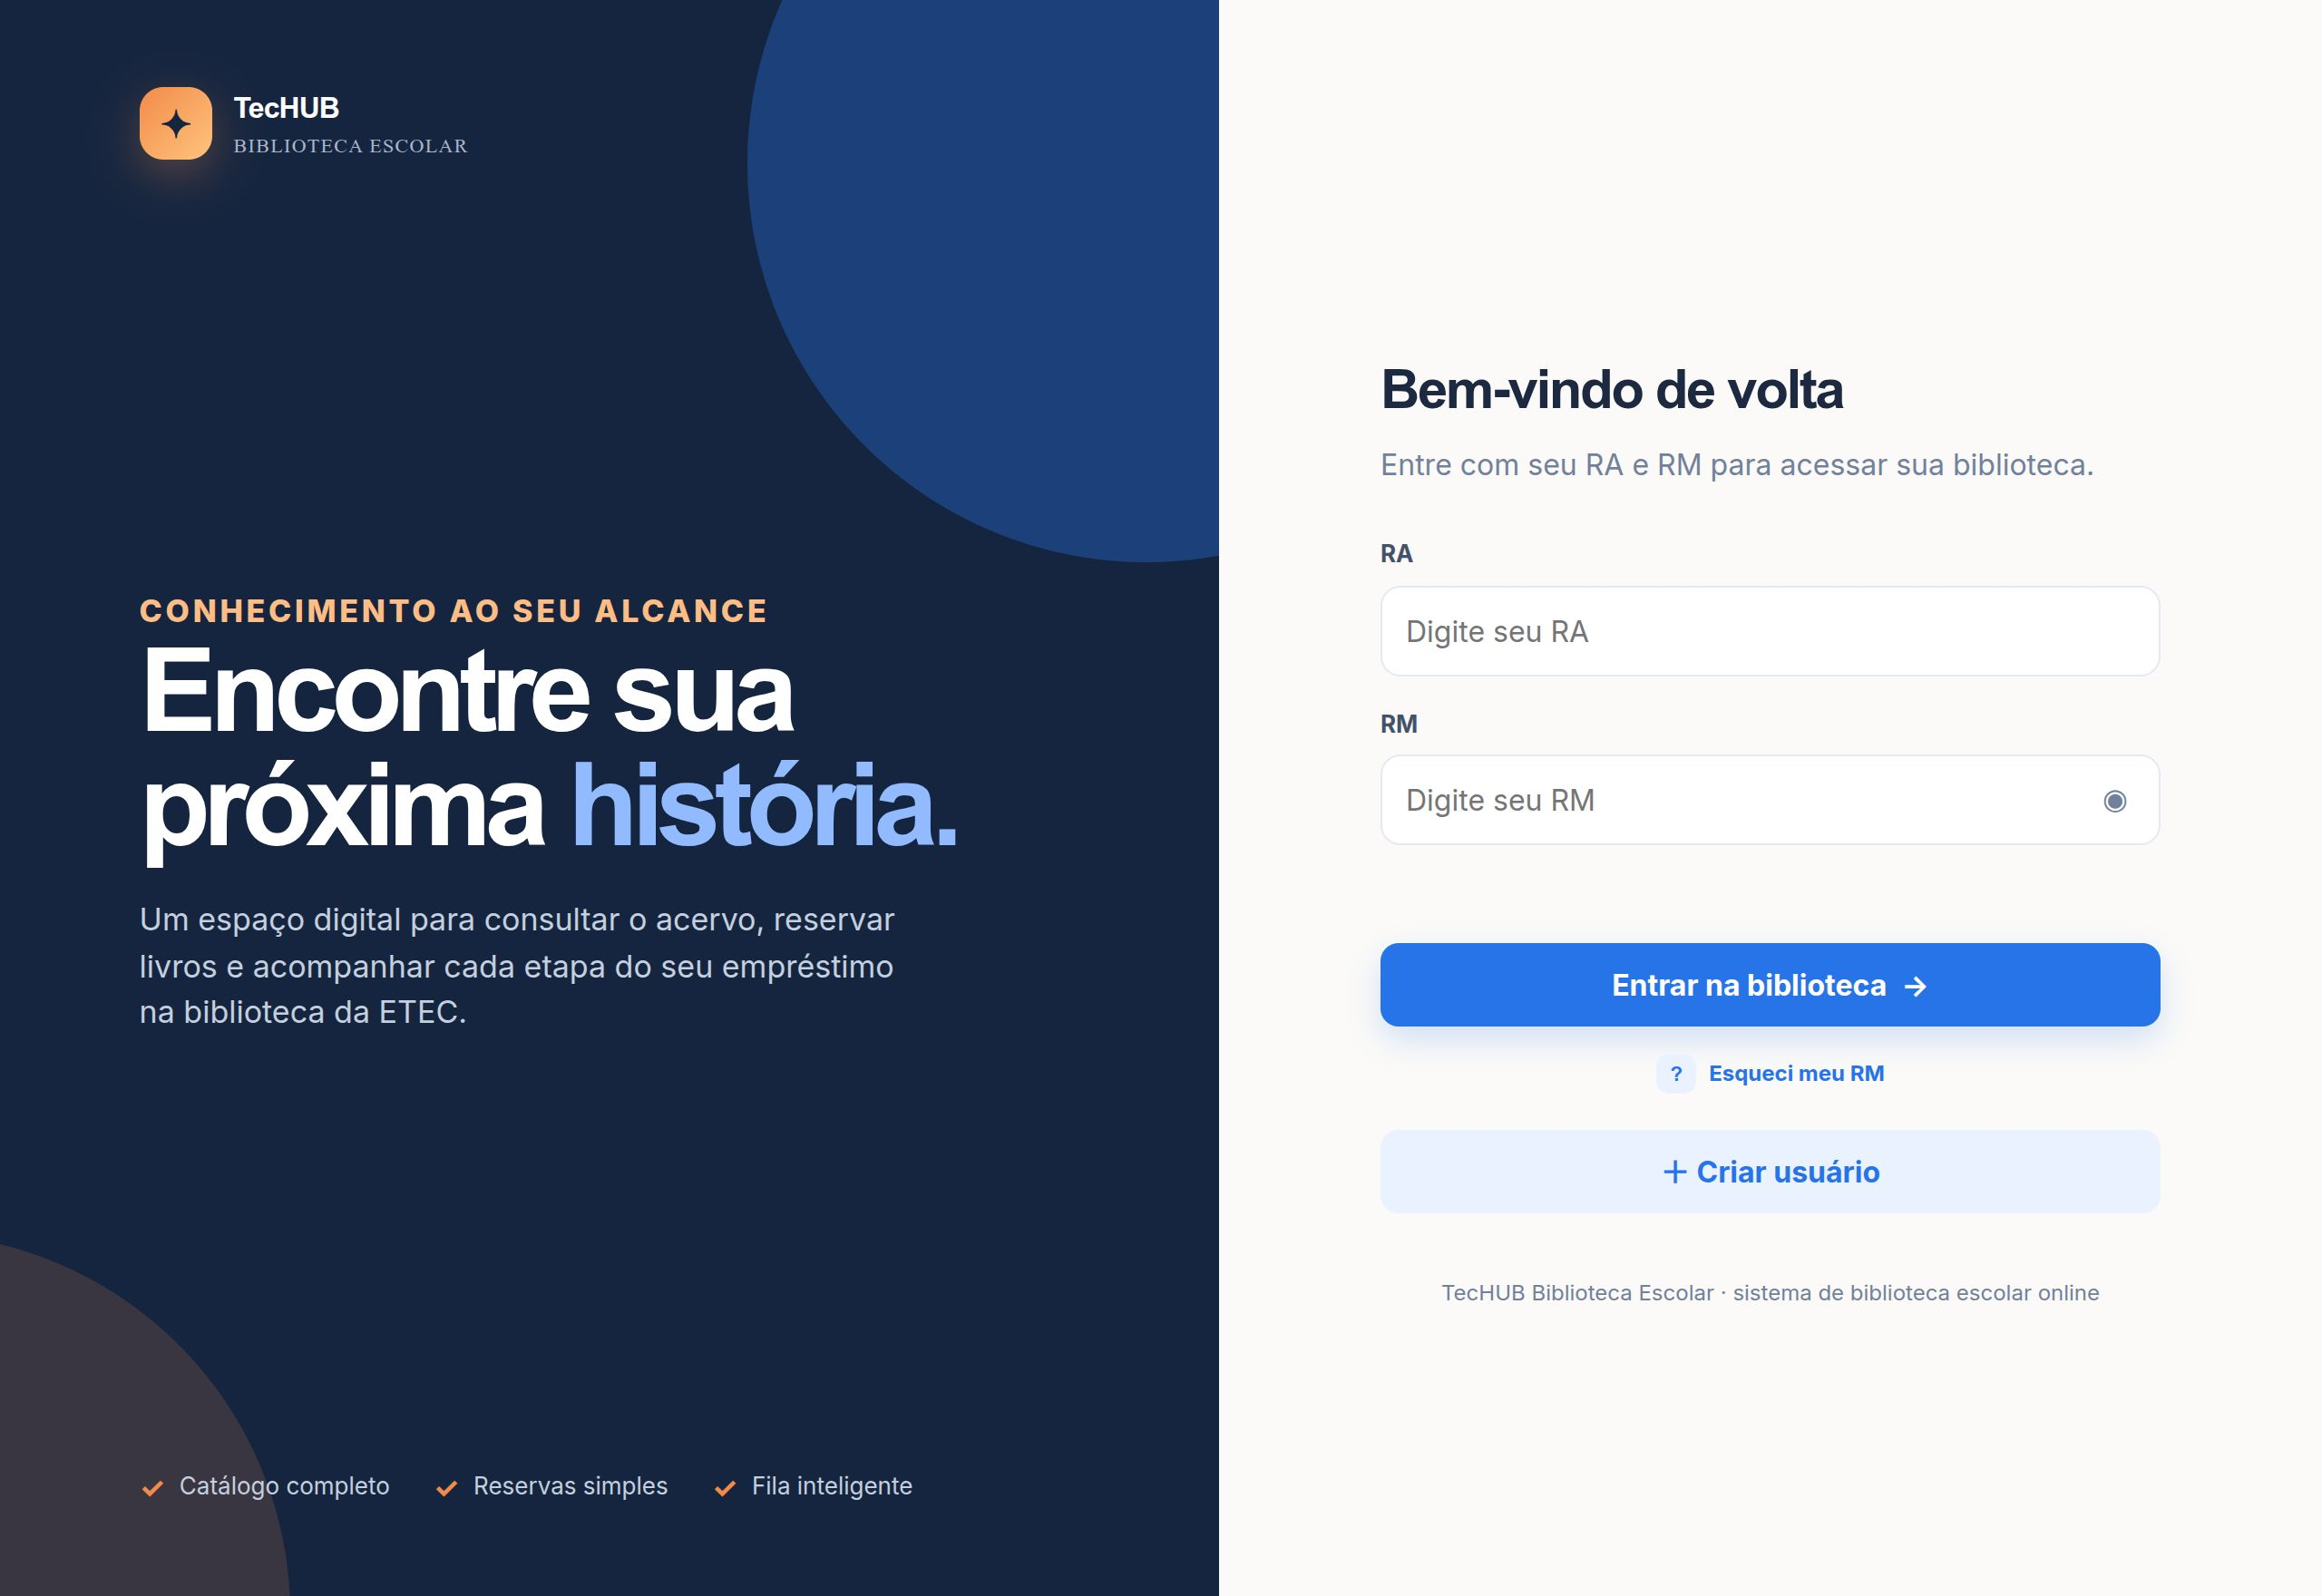 TecHUB
BIBLIOTECA ESCOLAR
CONHECIMENTO AO SEU ALCANCE
Encontre sua
próxima história.
Um espaço digital para consultar o acervo, reservar
livros e acompanhar cada etapa do seu empréstimo
na biblioteca da ETEC.
✓ Catálogo completo ✓ Reservas simples ✓ Fila inteligente
Bem-vindo de volta
Entre com seu RA e RM para acessar sua biblioteca.
RA
Digite seu RA
RM
Digite seu RM
Entrar na biblioteca →
? Esqueci meu RM
+ Criar usuário
TecHUB Biblioteca Escolar · sistema de biblioteca escolar online